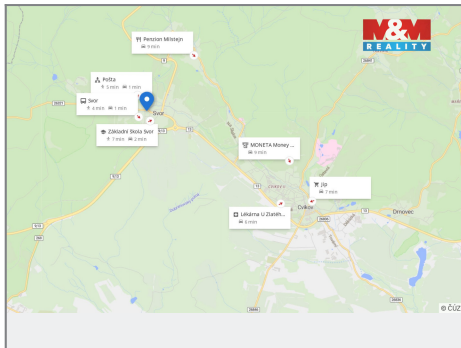 M&M
REALITY
Penzion Milštejn
9 min
Pošta
5 min 1 min
Svor
4 min 1 min
Svor
Základní škola Svor
7 min 2 min
MONETA Money ...
9 min
Jip
7 min
Lékárna U Zlatéh...
6 min
Cvikov
Drnovec
© ČÚZ